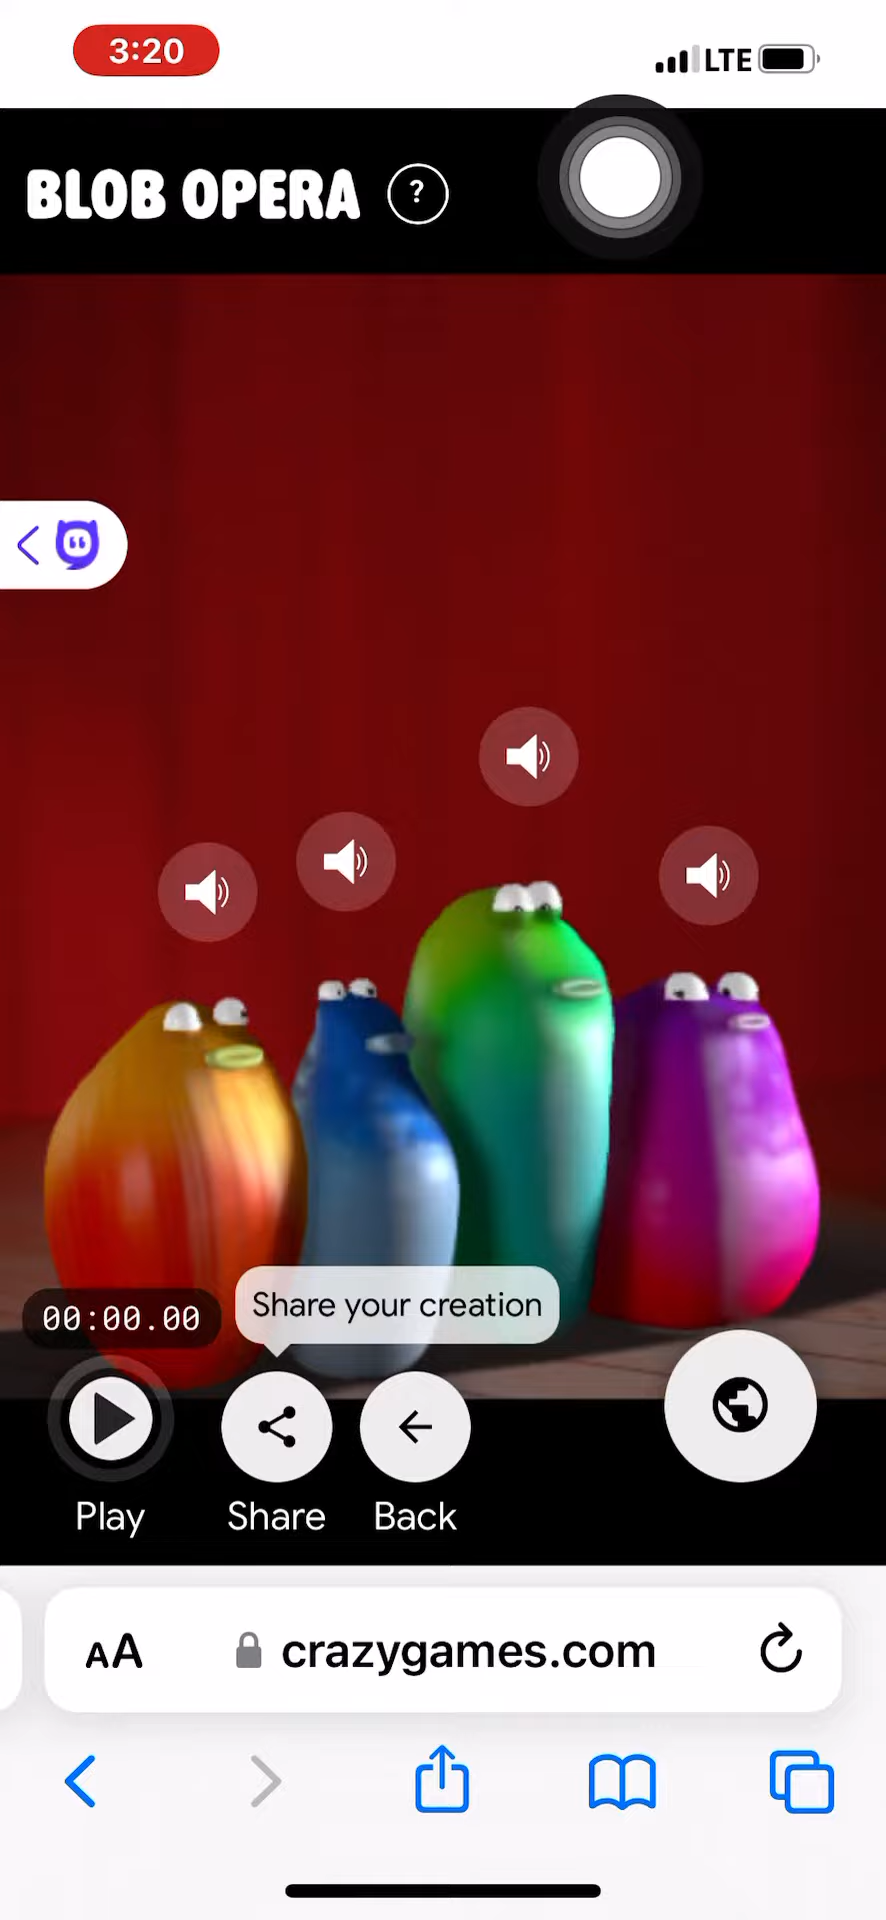 3:20
LTE
BLOB OPERA ?
00:00.00
Share your creation
Play
Share
Back
AA
crazygames.com